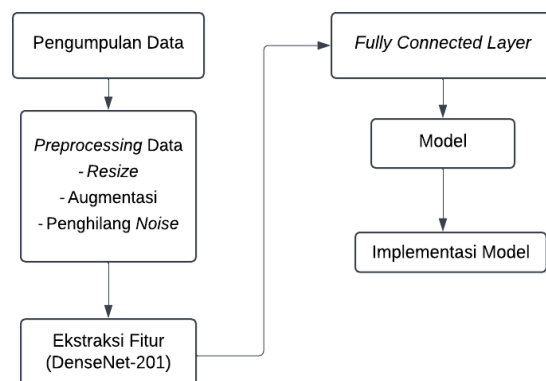 Pengumpulan Data
Preprocessing Data
- Resize
- Augmentasi
- Penghilang Noise
Ekstraksi Fitur
(DenseNet-201)
Fully Connected Layer
Model
Implementasi Model